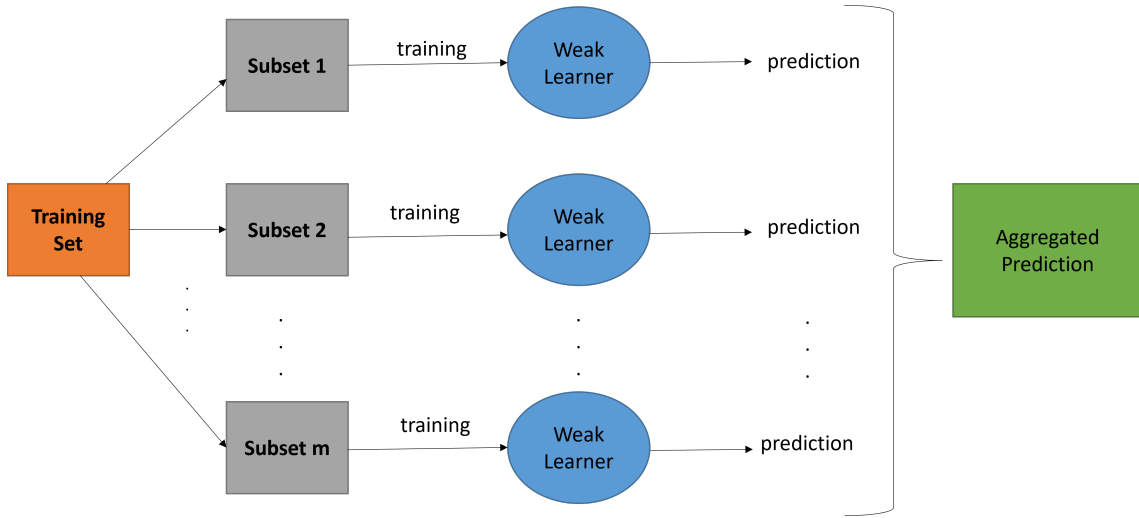 Subset 1
training
Weak
Learner
prediction
Training
Set
Subset 2
training
Weak
Learner
prediction
Aggregated
Prediction
Subset m
training
Weak
Learner
prediction